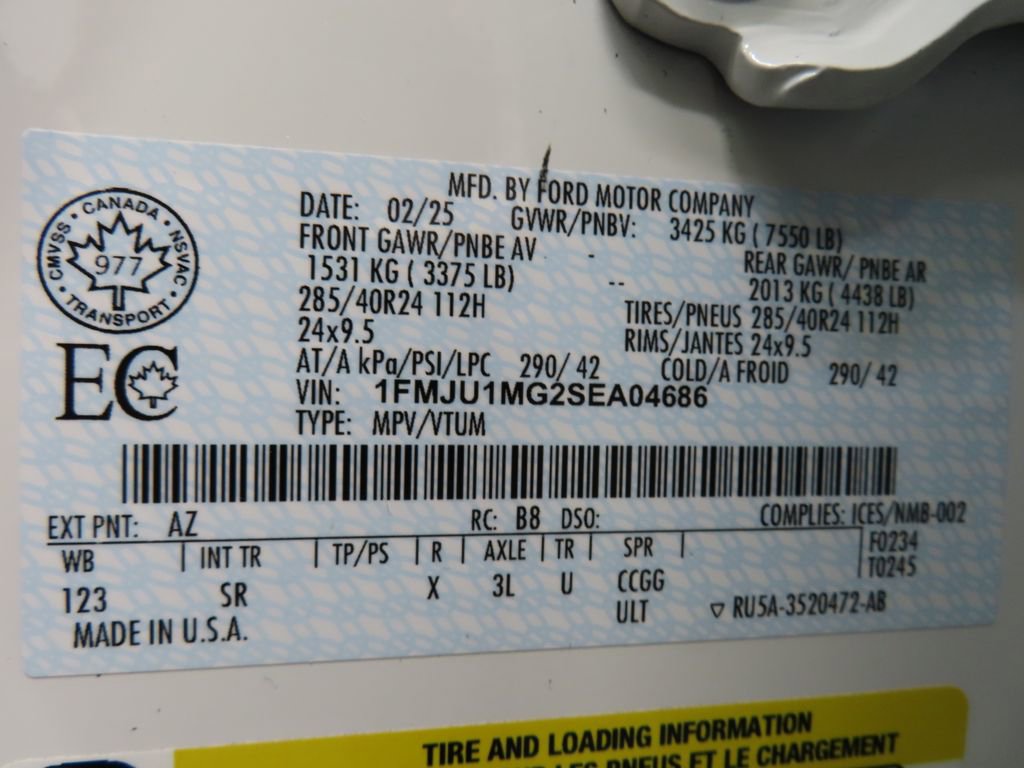 MFD. BY FORD MOTOR COMPANY
DATE: 02/25 GVWR/PNBV: 3425 KG ( 7550 LB)
FRONT GAWR/PNBE AV - REAR GAWR/ PNBE AR
1531 KG ( 3375 LB) -- 2013 KG ( 4438 LB)
285/40R24 112H TIRES/PNEUS 285/40R24 112H
24x9.5 RIMS/JANTES 24x9.5
AT/A kPa/PSI/LPC 290/ 42 COLD/A FROID 290/ 42
VIN: 1FMJU1MG2SEA04686
TYPE: MPV/VTUM
CANADA • NSVAC • TRANSPORT • CMVSS •
977
EC
EXT PNT: AZ RC: B8 DSO: COMPLIES: ICES/NMB-002
WB | INT TR | TP/PS | R | AXLE | TR | SPR | F0234
T0245
123 SR X 3L U CCGG
ULT ▽ RU5A-3520472-AB
MADE IN U.S.A.
TIRE AND LOADING INFORMATION
LES PNEUS ET LE CHARGEMENT